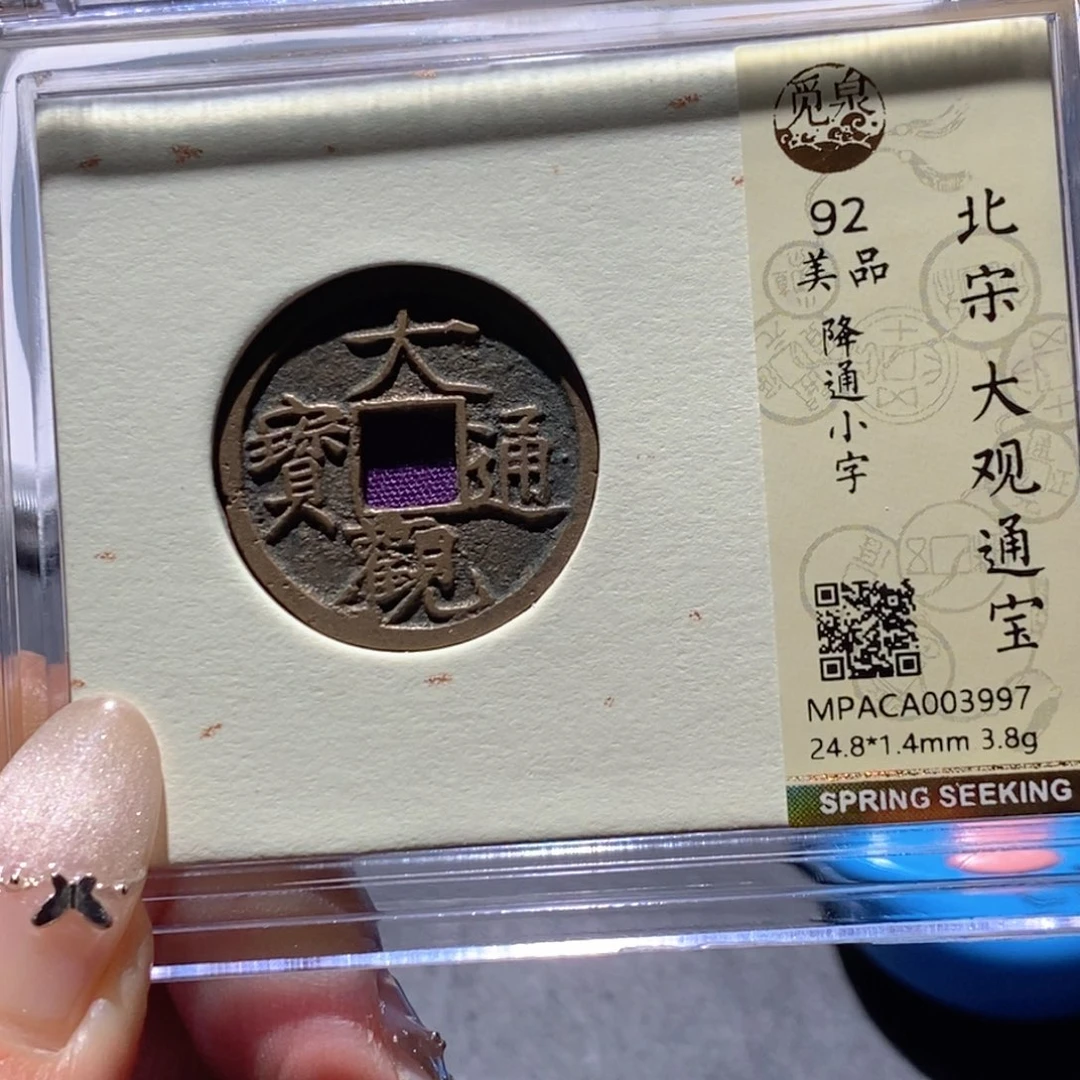 大觀通寶
觅泉
北宋大观通宝
92
美品
降通小字
MPACA003997
24.8*1.4mm 3.8g
SPRING SEEKING